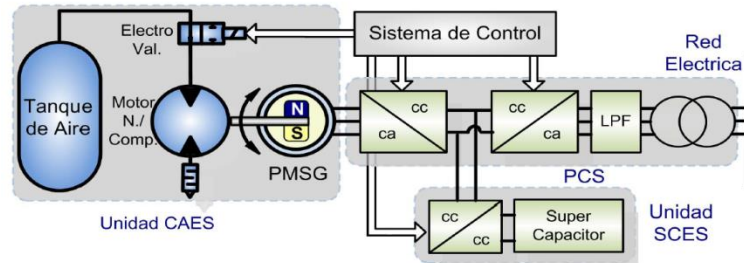 Electro
Val.
Sistema de Control
Red
Electrica
Tanque
de Aire
Motor
N./
Comp.
N
S
PMSG
cc
ca
cc
ca
LPF
PCS
Unidad CAES
cc
cc
Super
Capacitor
Unidad
SCES